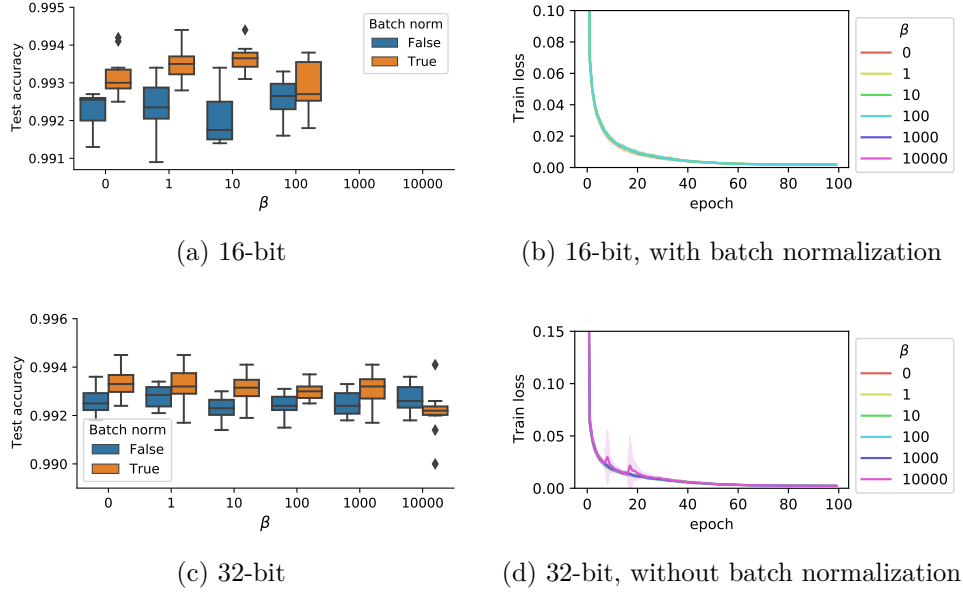 0.995
0.994
0.993
0.992
0.991
Test accuracy
0 1 10 100 1000 10000
β
Batch norm
False
True
(a) 16-bit
0.10
0.08
0.06
0.04
0.02
0.00
Train loss
0 20 40 60 80 100
epoch
β
0
1
10
100
1000
10000
(b) 16-bit, with batch normalization
0.996
0.994
0.992
0.990
Test accuracy
Batch norm
False
True
0 1 10 100 1000 10000
β
(c) 32-bit
0.15
0.10
0.05
0.00
Train loss
0 20 40 60 80 100
epoch
β
0
1
10
100
1000
10000
(d) 32-bit, without batch normalization